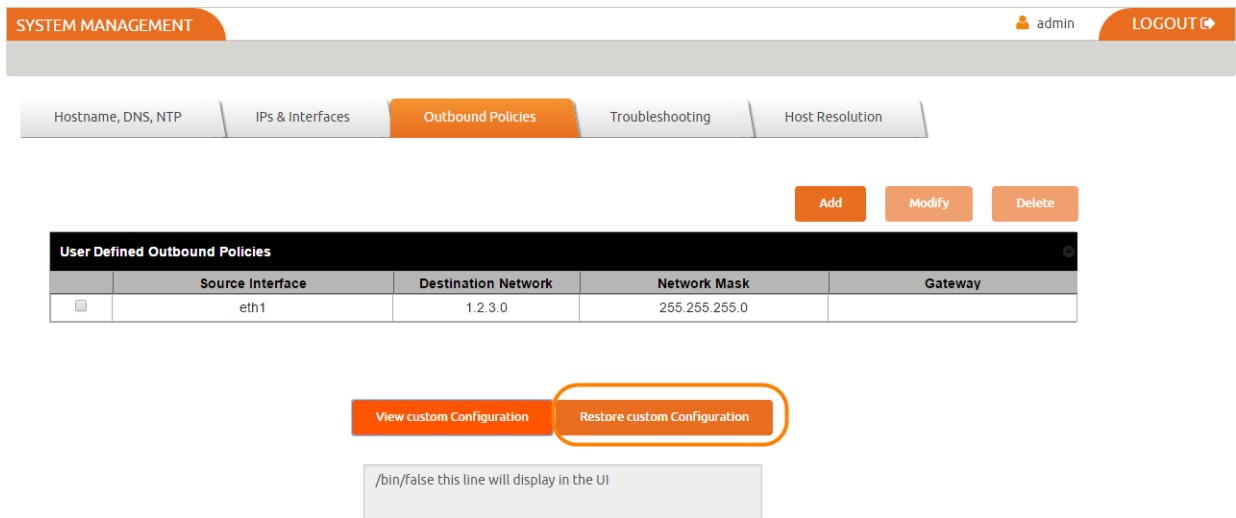 SYSTEM MANAGEMENT admin LOGOUT
Hostname, DNS, NTP IPs & Interfaces Outbound Policies Troubleshooting Host Resolution
Add Modify Delete
User Defined Outbound Policies
Source Interface Destination Network Network Mask Gateway
eth1 1.2.3.0 255.255.255.0
View custom Configuration Restore custom Configuration
/bin/false this line will display in the UI